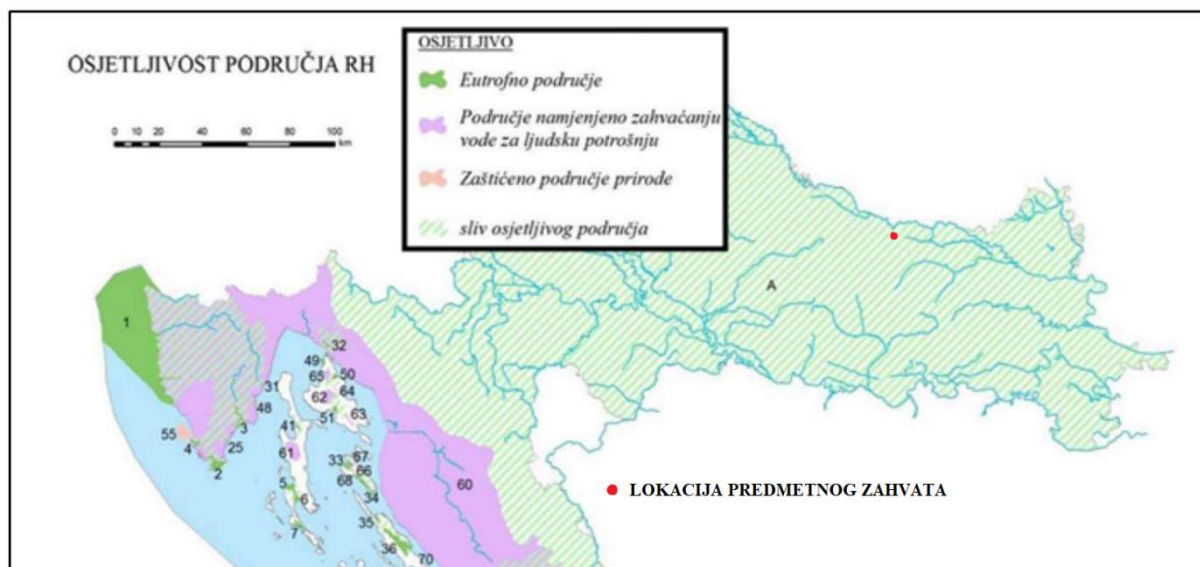 OSJETLJIVOST PODRUČJA RH
0 10 20 40 60 80 100
km
OSJETLJIVO
Eutrofno područje
Područje namjenjeno zahvaćanju
vode za ljudsku potrošnju
Zaštićeno područje prirode
sliv osjetljivog područja
A
1
32
49
65
50
31
62
64
48
51
63
3
41
55
25
4
61
33
67
2
66
5
68
60
6
34
35
7
36
70
LOKACIJA PREDMETNOG ZAHVATA